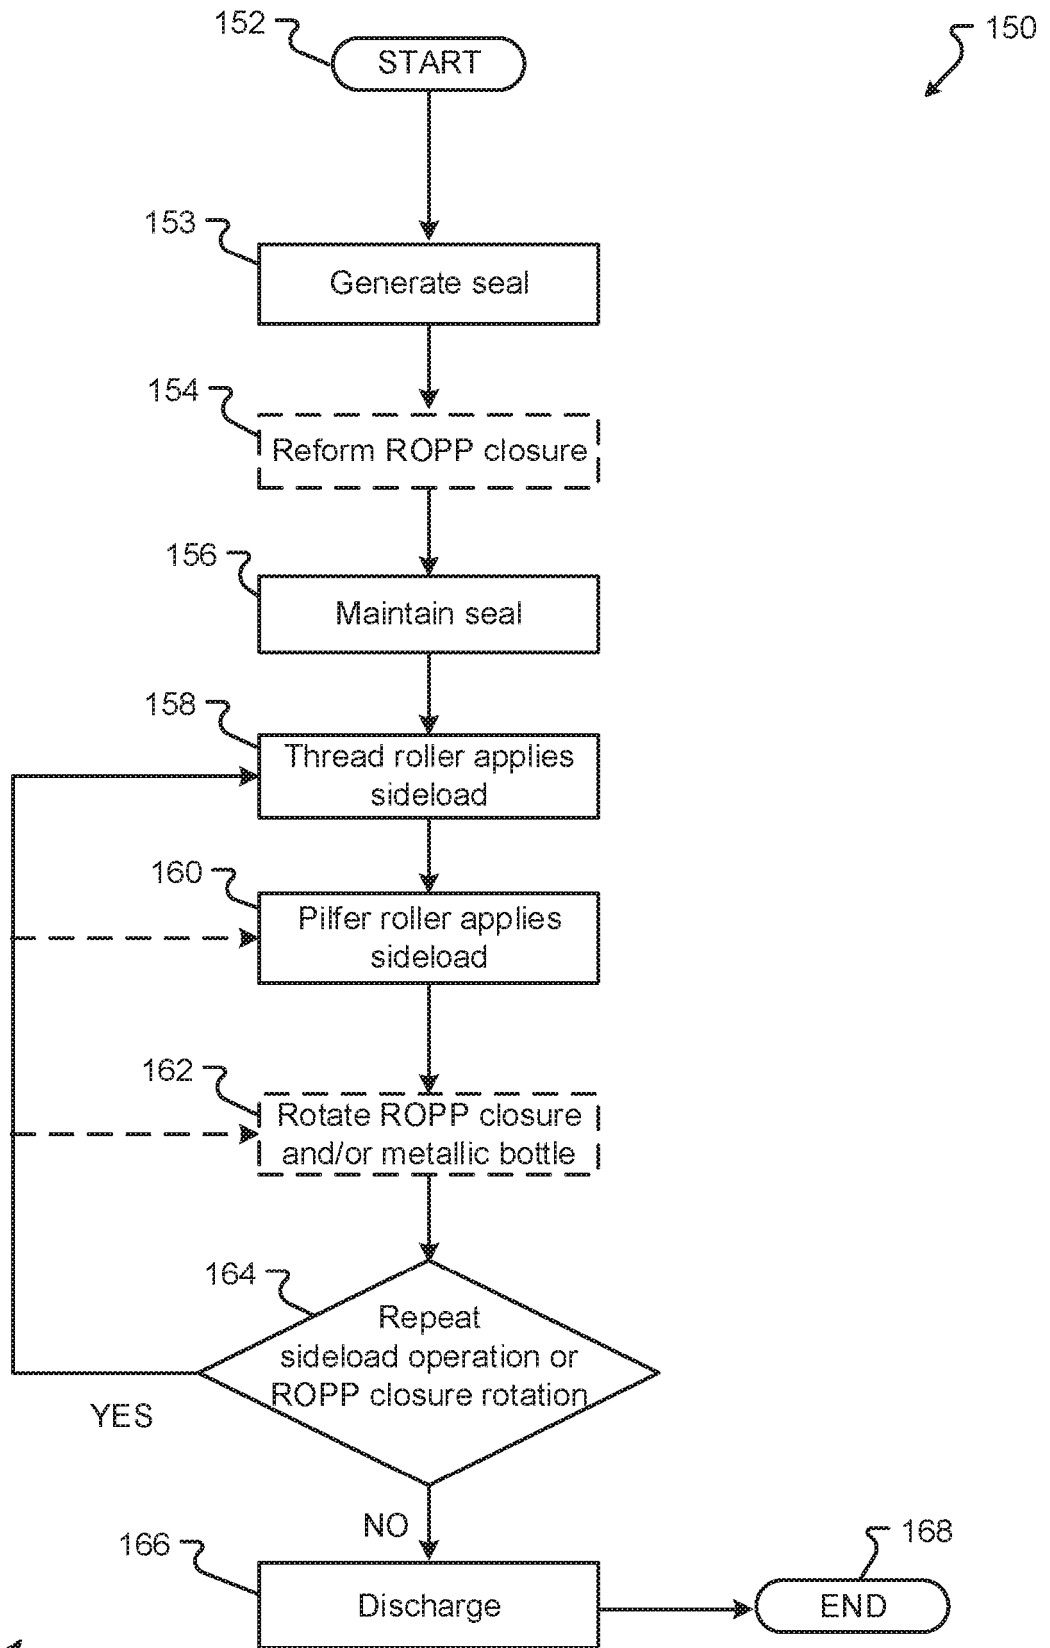 152
START
150
153
Generate seal
154
Reform ROPP closure
156
Maintain seal
158
Thread roller applies
sideload
160
Pilfer roller applies
sideload
162
Rotate ROPP closure
and/or metallic bottle
164
Repeat
sideload operation or
ROPP closure rotation
YES
NO
166
Discharge
168
END